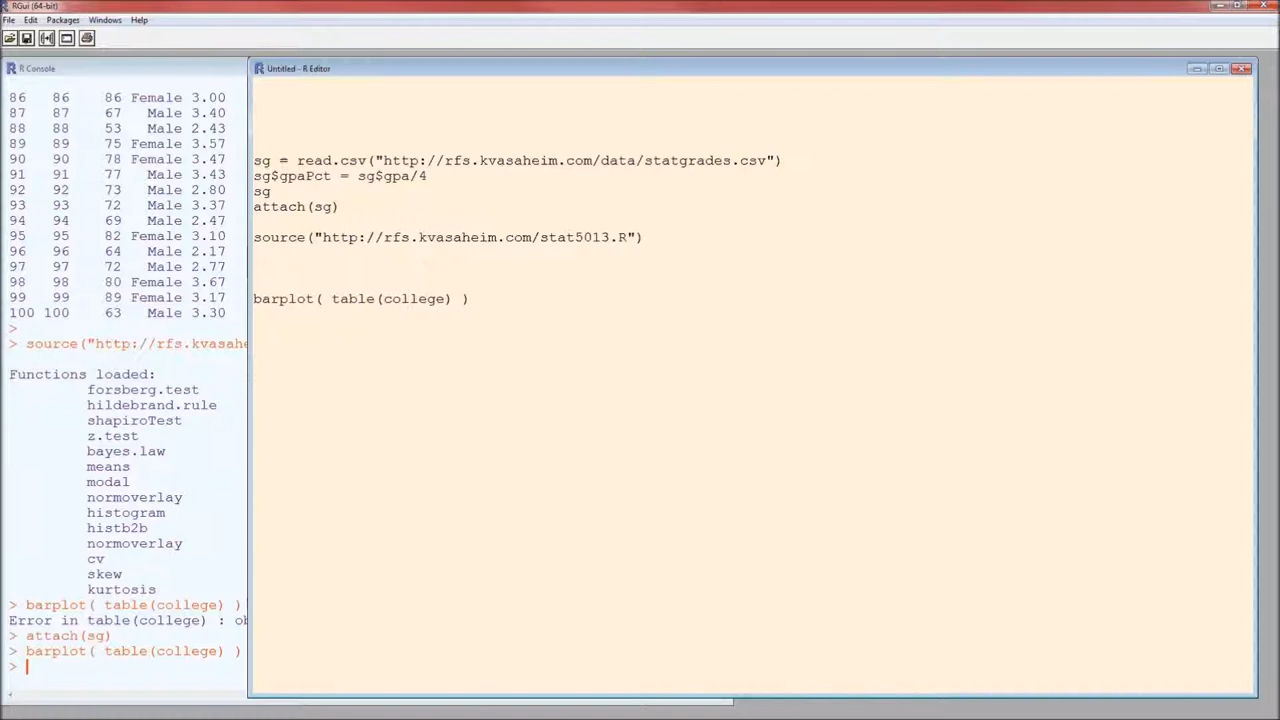 RGui (64-bit)
File Edit Packages Windows Help
R Console
86 86 86 Female 3.00
87 87 67 Male 3.40
88 88 53 Male 2.43
89 89 75 Female 3.57
90 90 78 Female 3.47
91 91 77 Male 3.43
92 92 73 Male 2.80
93 93 72 Male 3.37
94 94 69 Male 2.47
95 95 82 Female 3.10
96 96 64 Male 2.17
97 97 72 Male 2.77
98 98 80 Female 3.67
99 99 89 Female 3.17
100 100 63 Male 3.30
>
> source("http://rfs.kvasahe
Functions loaded:
forsberg.test
hildebrand.rule
shapiroTest
z.test
bayes.law
means
modal
normoverlay
histogram
histb2b
normoverlay
cv
skew
kurtosis
> barplot( table(college) )
Error in table(college) : ob
> attach(sg)
> barplot( table(college) )
>
Untitled - R Editor
sg = read.csv("http://rfs.kvasaheim.com/data/statgrades.csv")
sg$gpaPct = sg$gpa/4
sg
attach(sg)
source("http://rfs.kvasaheim.com/stat5013.R")
barplot( table(college) )